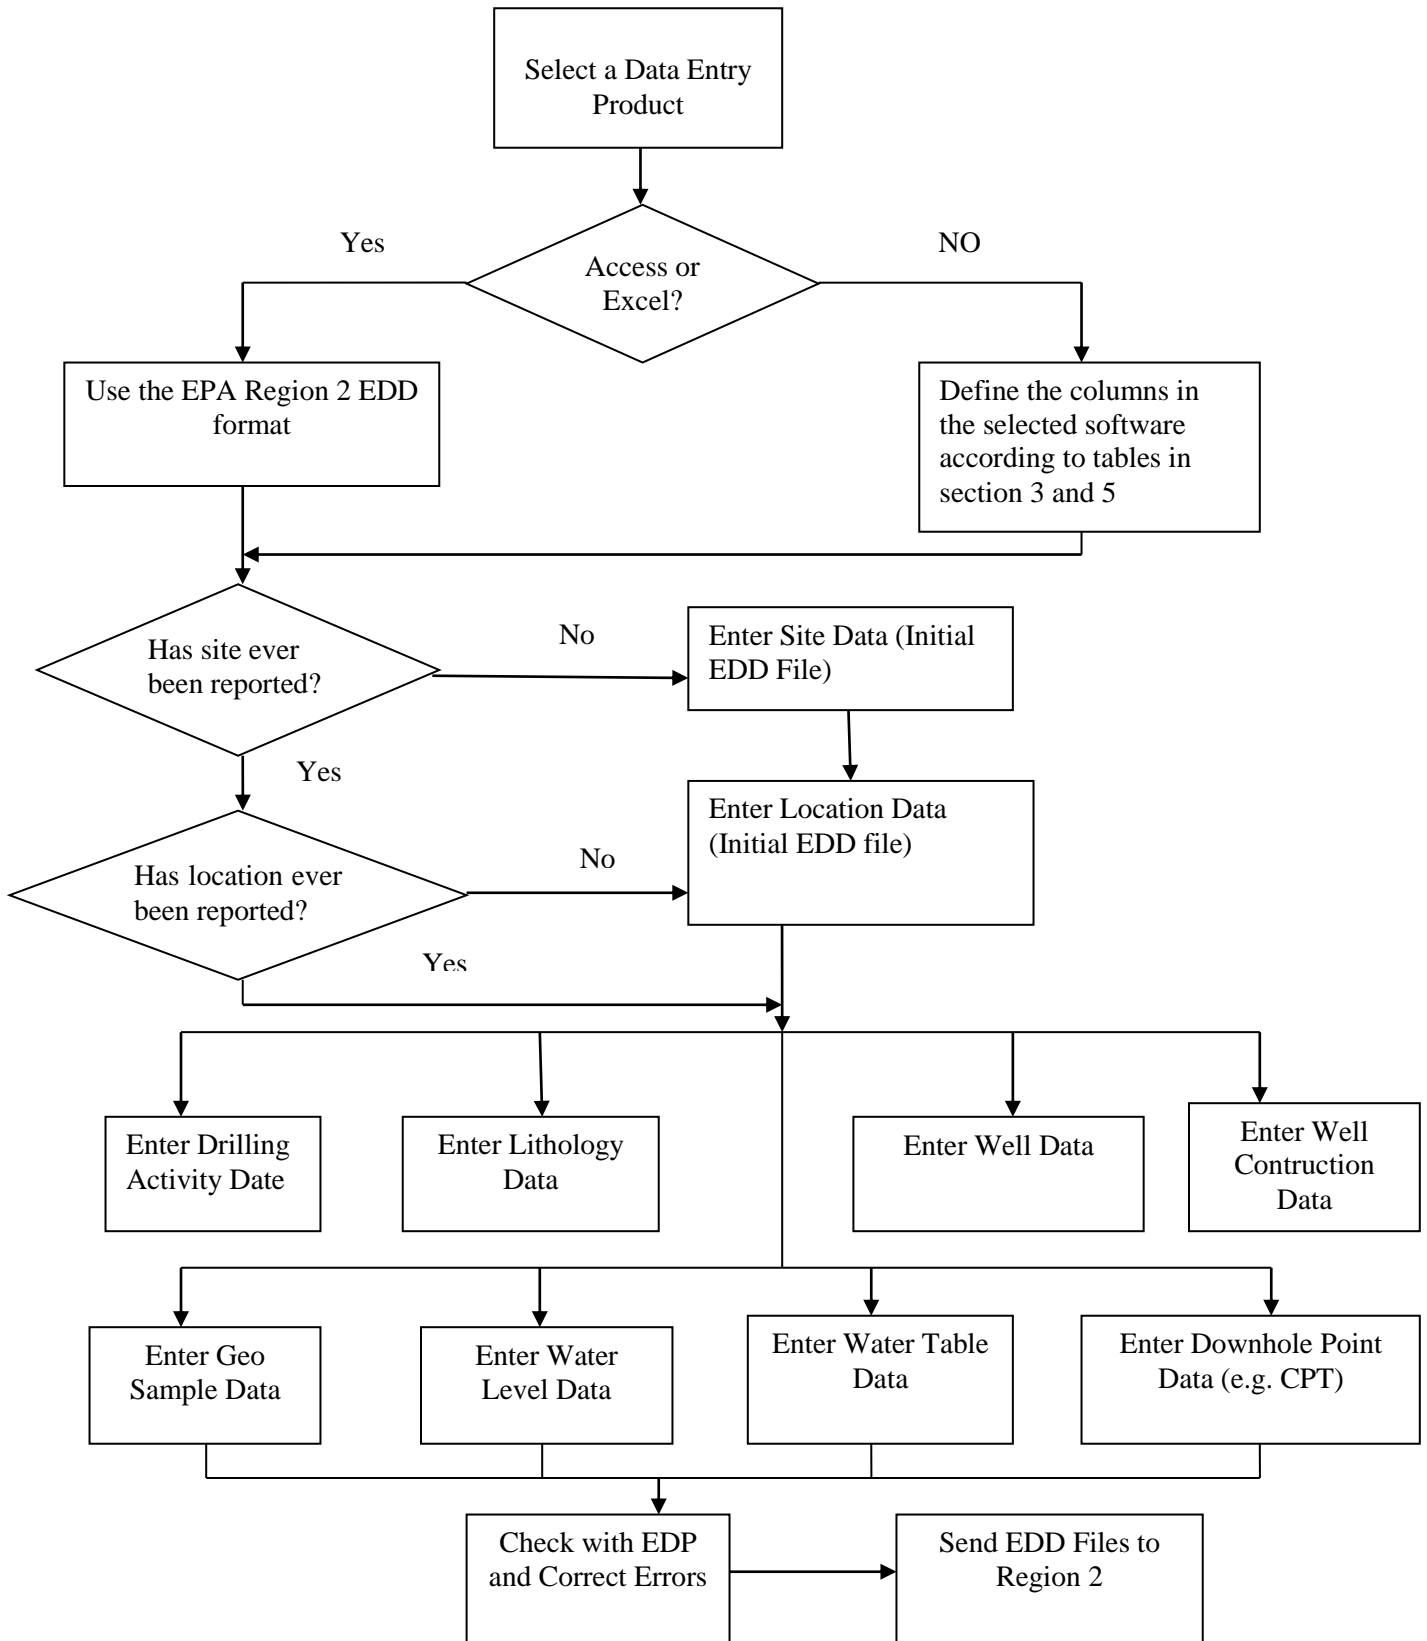 Select a Data Entry
Product
Yes
NO
Access or
Excel?
Use the EPA Region 2 EDD
format
Define the columns in
the selected software
according to tables in
section 3 and 5
Has site ever
been reported?
No
Enter Site Data (Initial
EDD File)
Yes
Enter Location Data
(Initial EDD file)
Has location ever
been reported?
No
Yes
Enter Drilling
Activity Date
Enter Lithology
Data
Enter Well Data
Enter Well
Contruction
Data
Enter Geo
Sample Data
Enter Water
Level Data
Enter Water Table
Data
Enter Downhole Point
Data (e.g. CPT)
Check with EDP
and Correct Errors
Send EDD Files to
Region 2